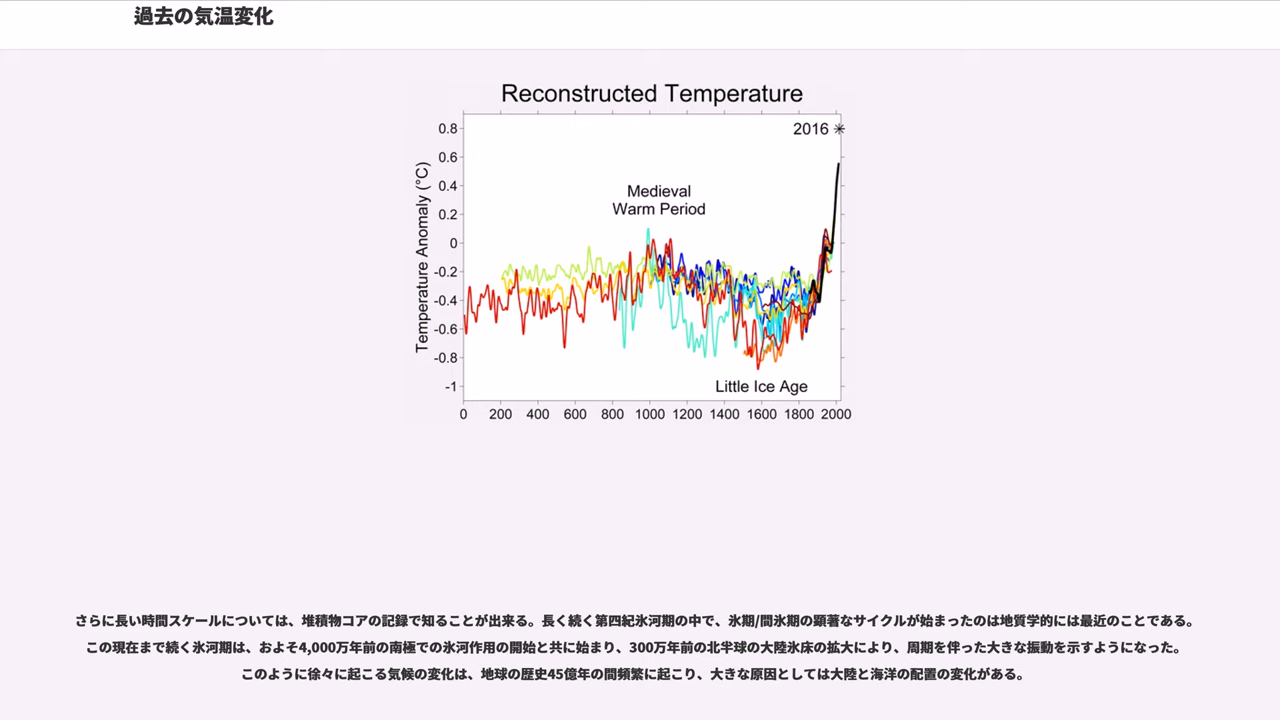 過去の気温変化
Reconstructed Temperature
2016
0.8
0.6
0.4
0.2
0
-0.2
-0.4
-0.6
-0.8
-1
Temperature Anomaly (°C)
Medieval
Warm Period
Little Ice Age
0 200 400 600 800 1000 1200 1400 1600 1800 2000
さらに長い時間スケールについては、堆積物コアの記録で知ることが出来る。長く続く第四紀氷河期の中で、氷期/間氷期の顕著なサイクルが始まったのは地質学的には最近のことである。
この現在まで続く氷河期は、およそ4,000万年前の南極での氷河作用の開始と共に始まり、300万年前の北半球の大陸氷床の拡大により、周期を伴った大きな振動を示すようになった。
このように徐々に起こる気候の変化は、地球の歴史45億年の間頻繁に起こり、大きな原因としては大陸と海洋の配置の変化がある。